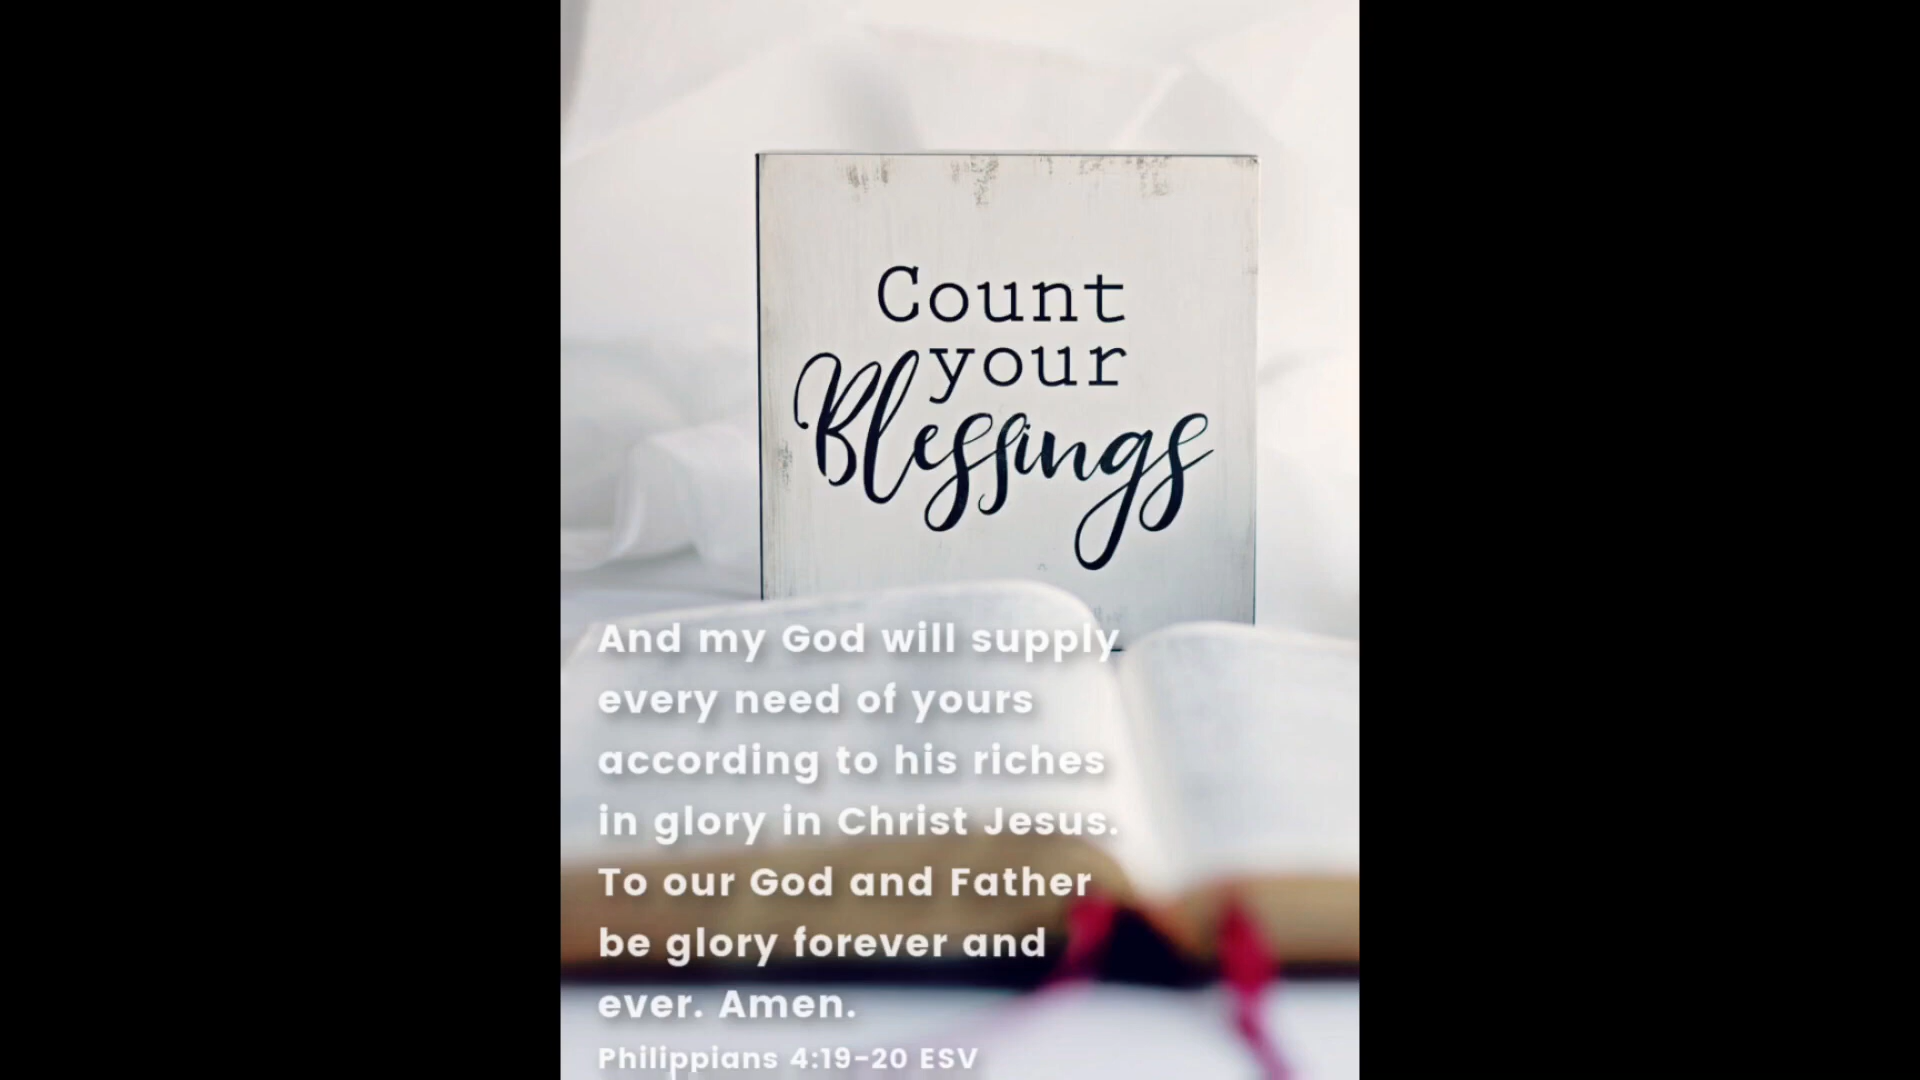 Count
your
Blessings
And my God will supply
every need of yours
according to his riches
in glory in Christ Jesus.
To our God and Father
be glory forever and
ever. Amen.
Philippians 4:19-20 ESV